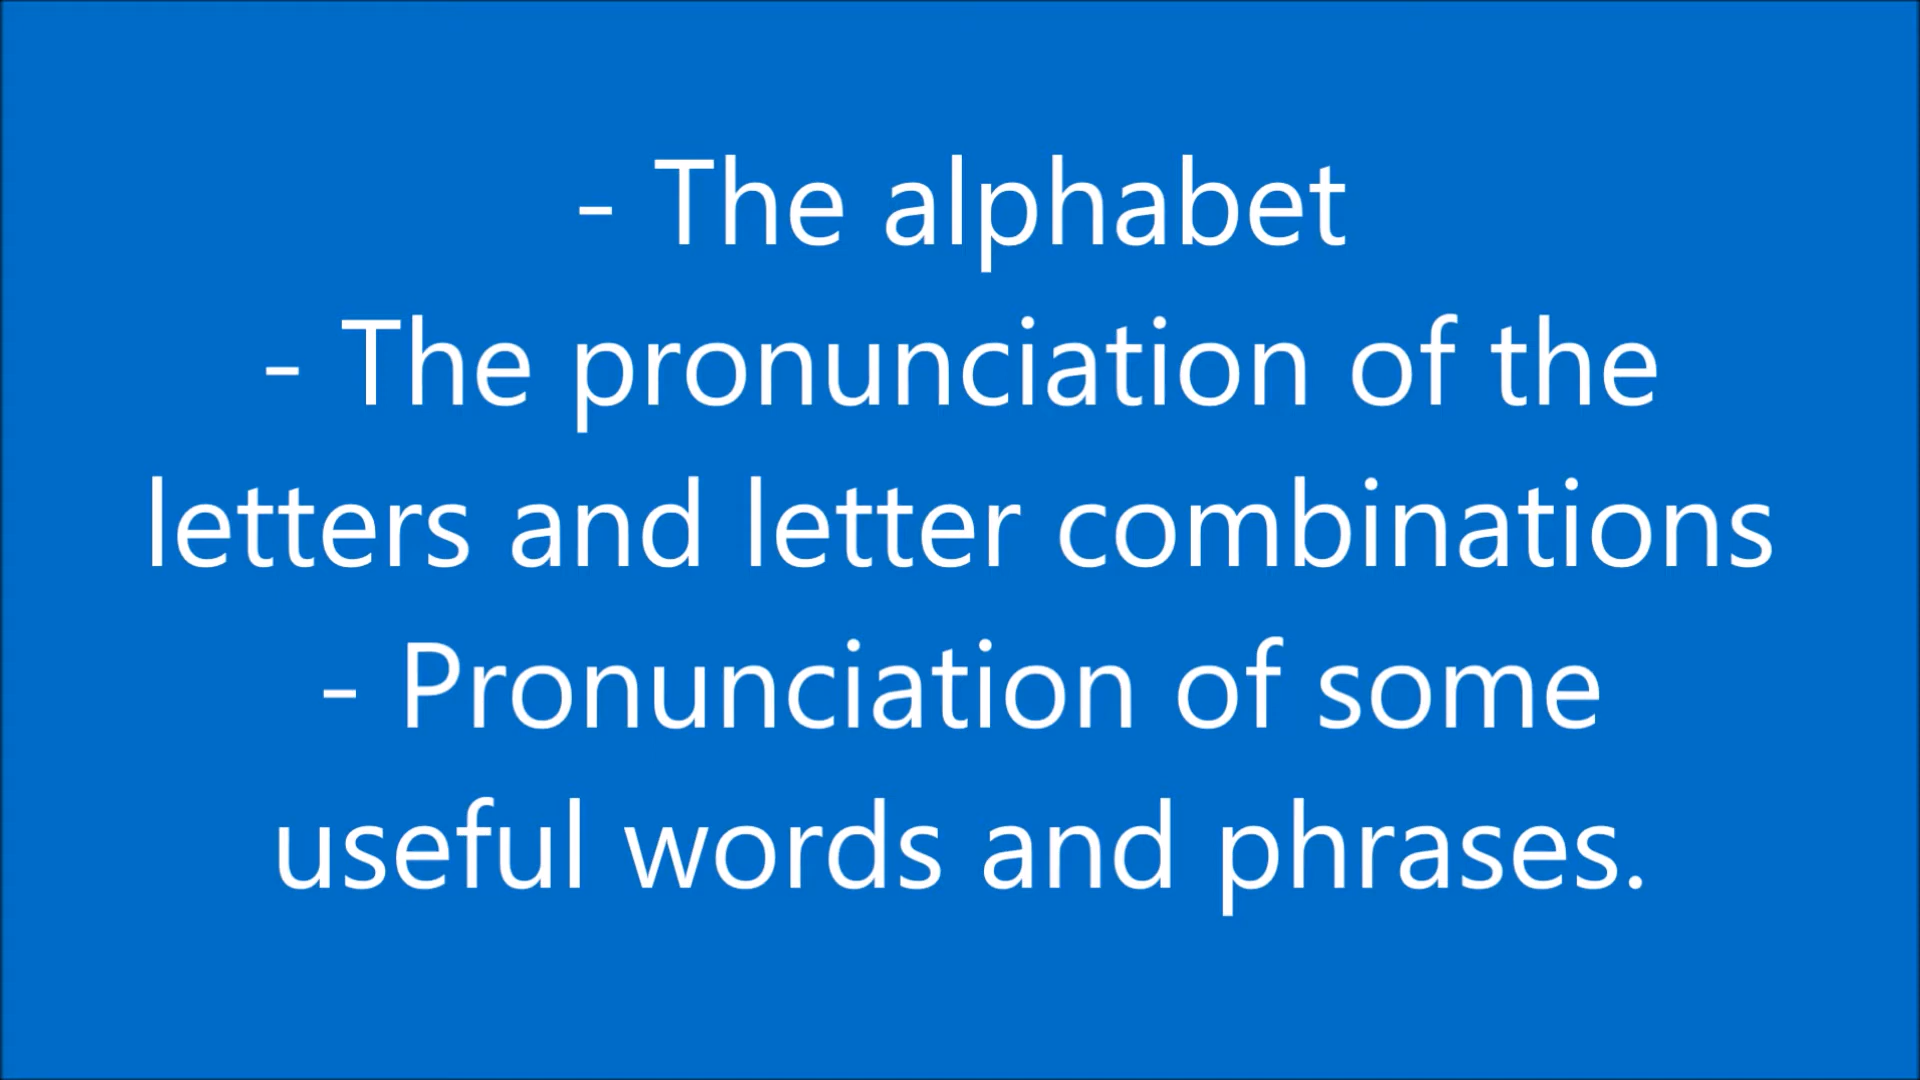 - The alphabet
- The pronunciation of the
letters and letter combinations
- Pronunciation of some
useful words and phrases.